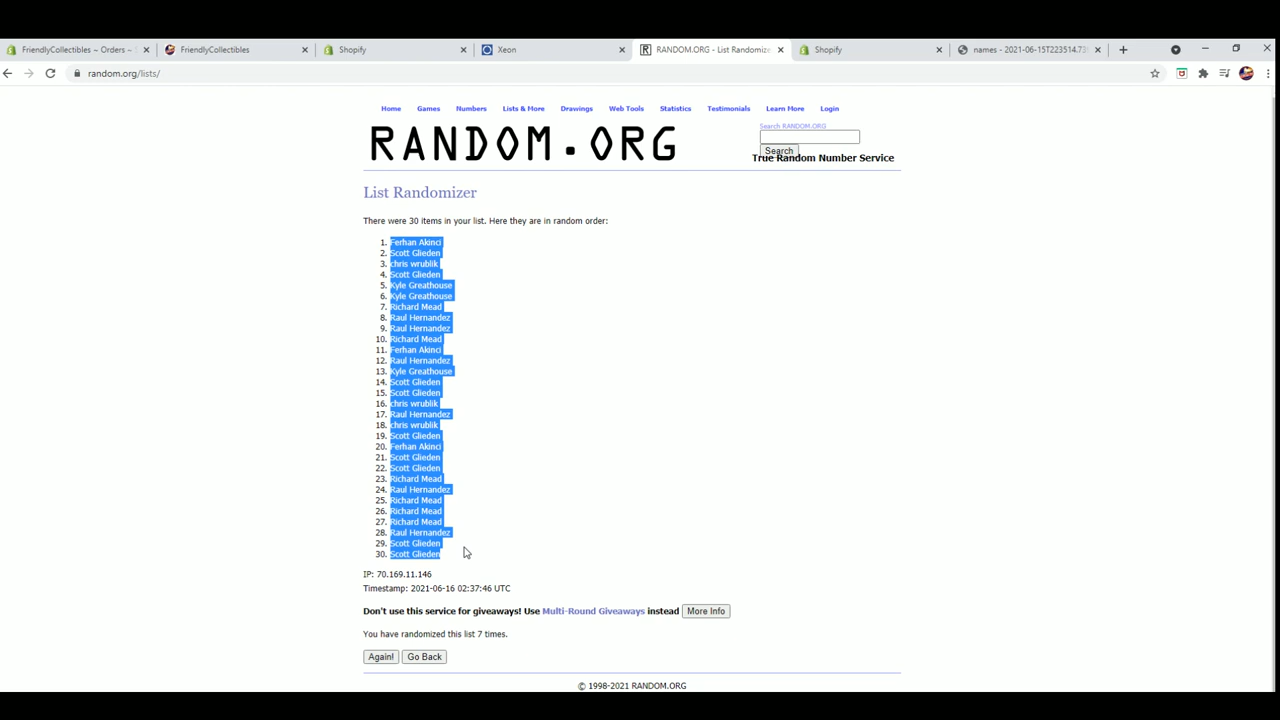 FriendlyCollectibles ~ Orders ~
FriendlyCollectibles
Shopify
Xeon
RANDOM.ORG - List Randomize
Shopify
names - 2021-06-15T223514.73
random.org/lists/
Home Games Numbers Lists & More Drawings Web Tools Statistics Testimonials Learn More Login
RANDOM.ORG
Search RANDOM.ORG
Search
True Random Number Service
List Randomizer
There were 30 items in your list. Here they are in random order:
1. Ferhan Akinci
2. Scott Glieden
3. chris wrublik
4. Scott Glieden
5. Kyle Greathouse
6. Kyle Greathouse
7. Richard Mead
8. Raul Hernandez
9. Raul Hernandez
10. Richard Mead
11. Ferhan Akinci
12. Raul Hernandez
13. Kyle Greathouse
14. Scott Glieden
15. Scott Glieden
16. chris wrublik
17. Raul Hernandez
18. chris wrublik
19. Scott Glieden
20. Ferhan Akinci
21. Scott Glieden
22. Scott Glieden
23. Richard Mead
24. Raul Hernandez
25. Richard Mead
26. Richard Mead
27. Richard Mead
28. Raul Hernandez
29. Scott Glieden
30. Scott Glieden
IP: 70.169.11.146
Timestamp: 2021-06-16 02:37:46 UTC
Don't use this service for giveaways! Use Multi-Round Giveaways instead More Info
You have randomized this list 7 times.
Again! Go Back
© 1998-2021 RANDOM.ORG